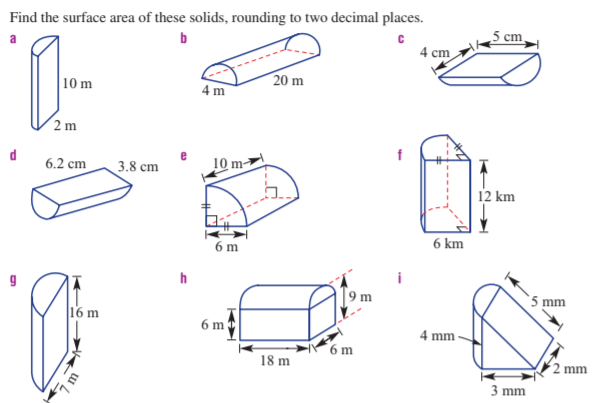 Find the surface area of these solids, rounding to two decimal places.
a
10 m
2 m
b
4 m
20 m
c
4 cm
5 cm
d
6.2 cm
3.8 cm
e
10 m
6 m
f
12 km
6 km
g
16 m
7 m
h
6 m
9 m
18 m
6 m
i
5 mm
4 mm
2 mm
3 mm